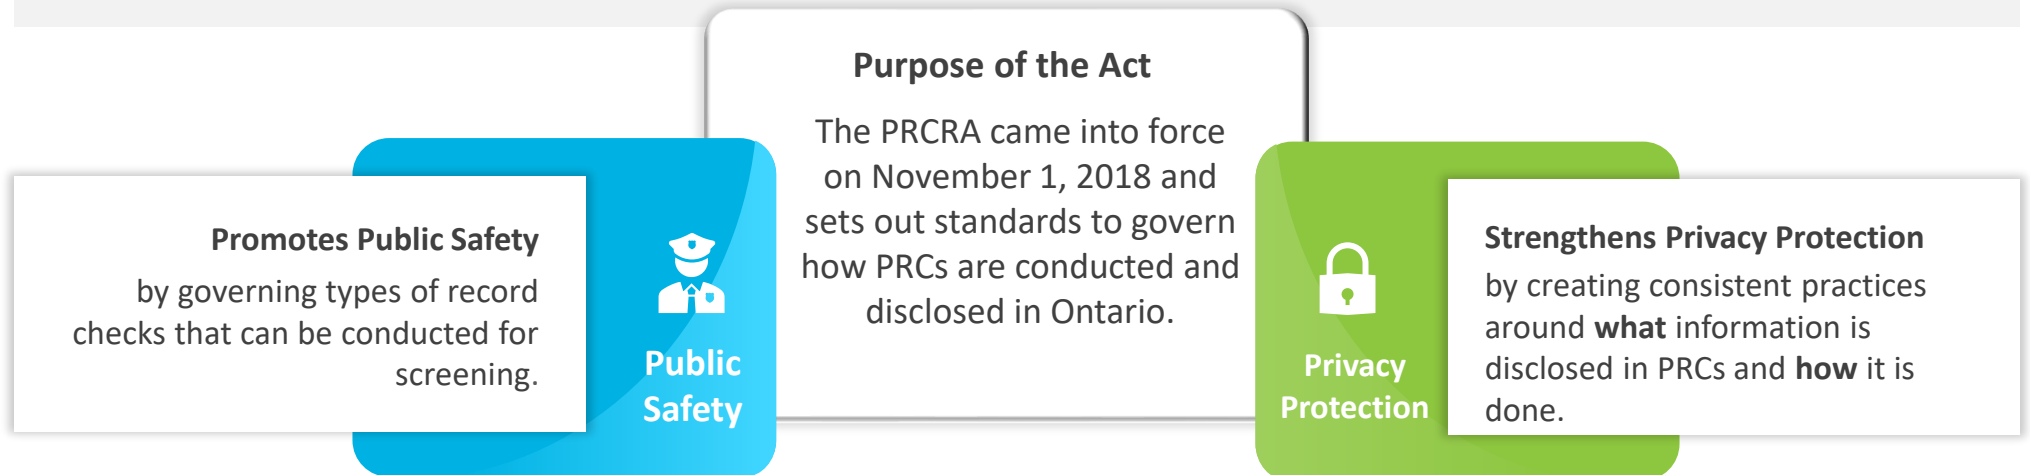 Purpose of the Act
The PRCRA came into force
on November 1, 2018 and
sets out standards to govern
how PRCs are conducted and
disclosed in Ontario.
Promotes Public Safety
by governing types of record
checks that can be conducted for
screening.
Public
Safety
Privacy
Protection
Strengthens Privacy Protection
by creating consistent practices
around what information is
disclosed in PRCs and how it is
done.